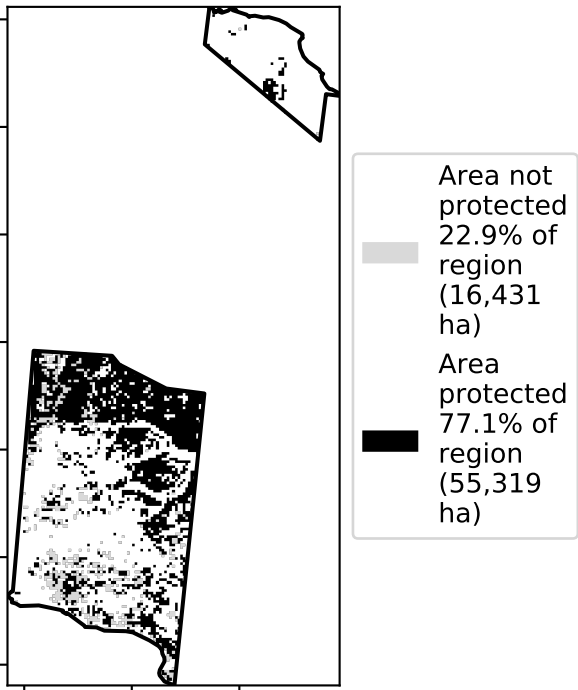 Area not
protected
22.9% of
region
(16,431
ha)
Area
protected
77.1% of
region
(55,319
ha)